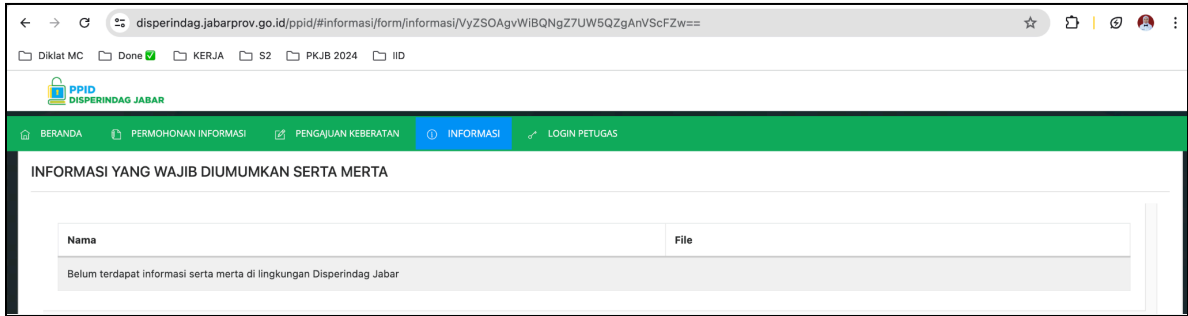 disperindag.jabarprov.go.id/ppid/#informasi/form/informasi/VyZSOAgvWiBQNgZ7UW5QZgAnVScFZw==
Diklat MC Done KERJA S2 PKJB 2024 IID
PPID
DISPERINDAG JABAR
BERANDA PERMOHONAN INFORMASI PENGAJUAN KEBERATAN INFORMASI LOGIN PETUGAS
INFORMASI YANG WAJIB DIUMUMKAN SERTA MERTA
Nama File
Belum terdapat informasi serta merta di lingkungan Disperindag Jabar